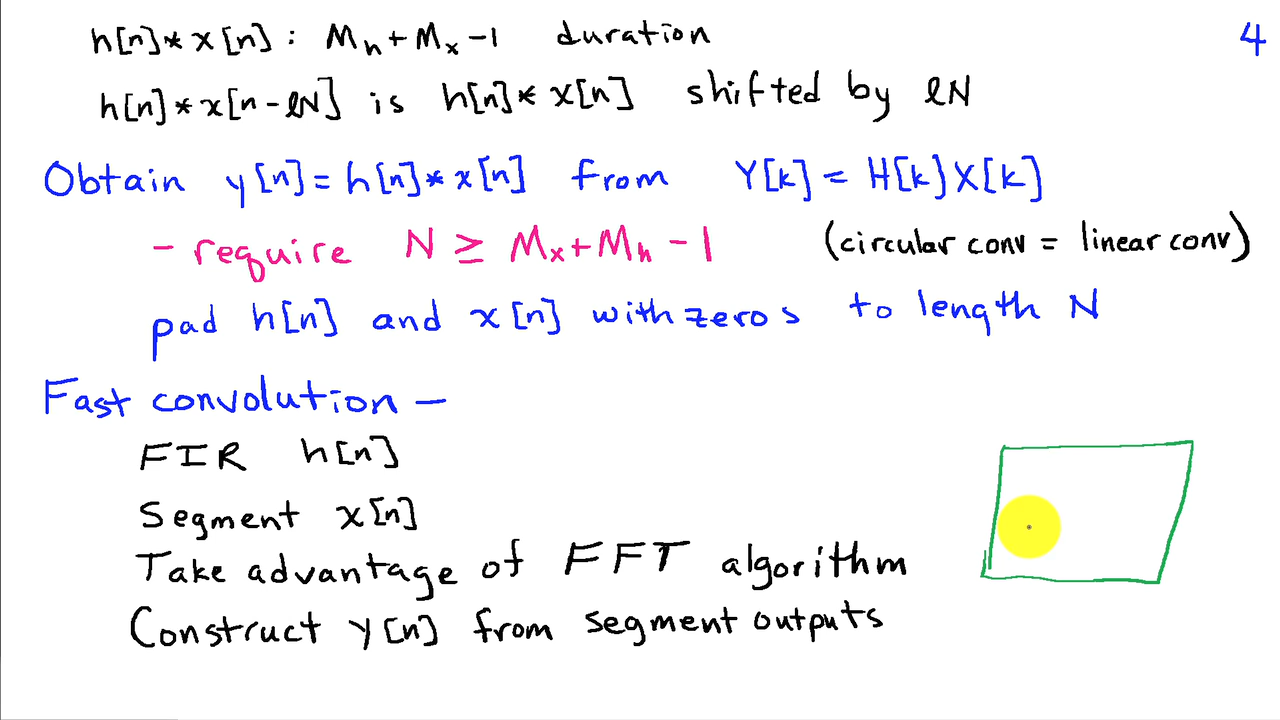 h[n]*x[n]: Mh+Mx-1 duration 4
h[n]*x[n-lN] is h[n]*x[n] shifted by lN
Obtain y[n]=h[n]*x[n] from Y[k]=H[k]X[k]
- require N ≥ Mx+Mh-1 (circular conv = linear conv)
pad h[n] and x[n] with zeros to length N
Fast convolution -
FIR h[n]
Segment x[n]
Take advantage of FFT algorithm
Construct y[n] from segment outputs